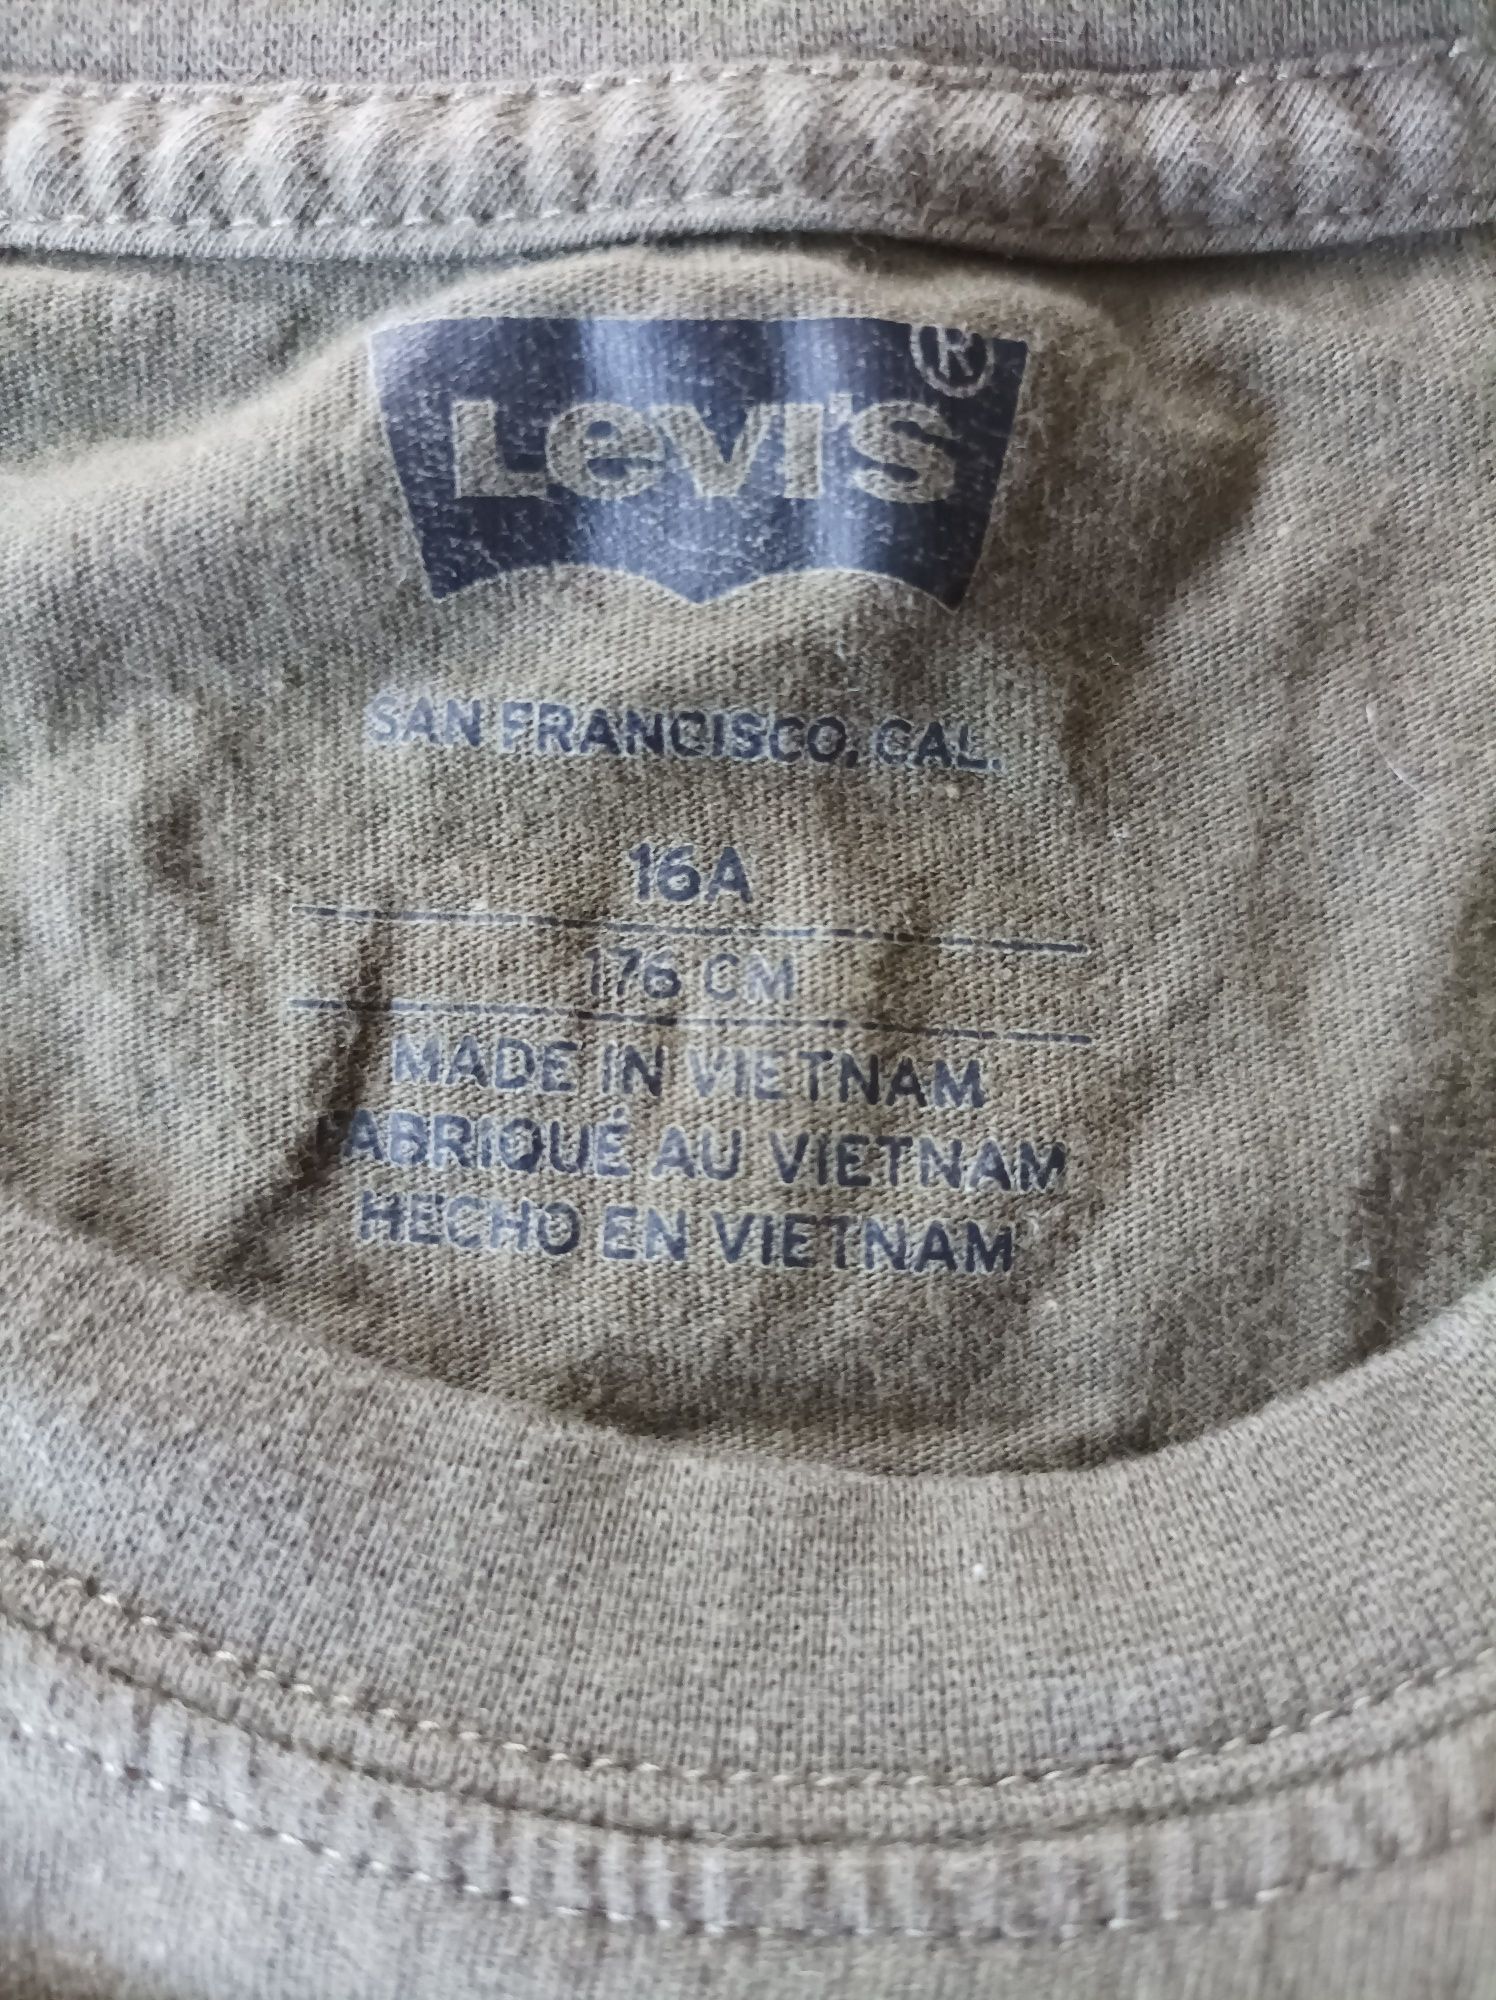 Levi's ®
SAN FRANCISCO, CAL.
16A
176 CM
MADE IN VIETNAM
FABRIQUÉ AU VIETNAM
HECHO EN VIETNAM